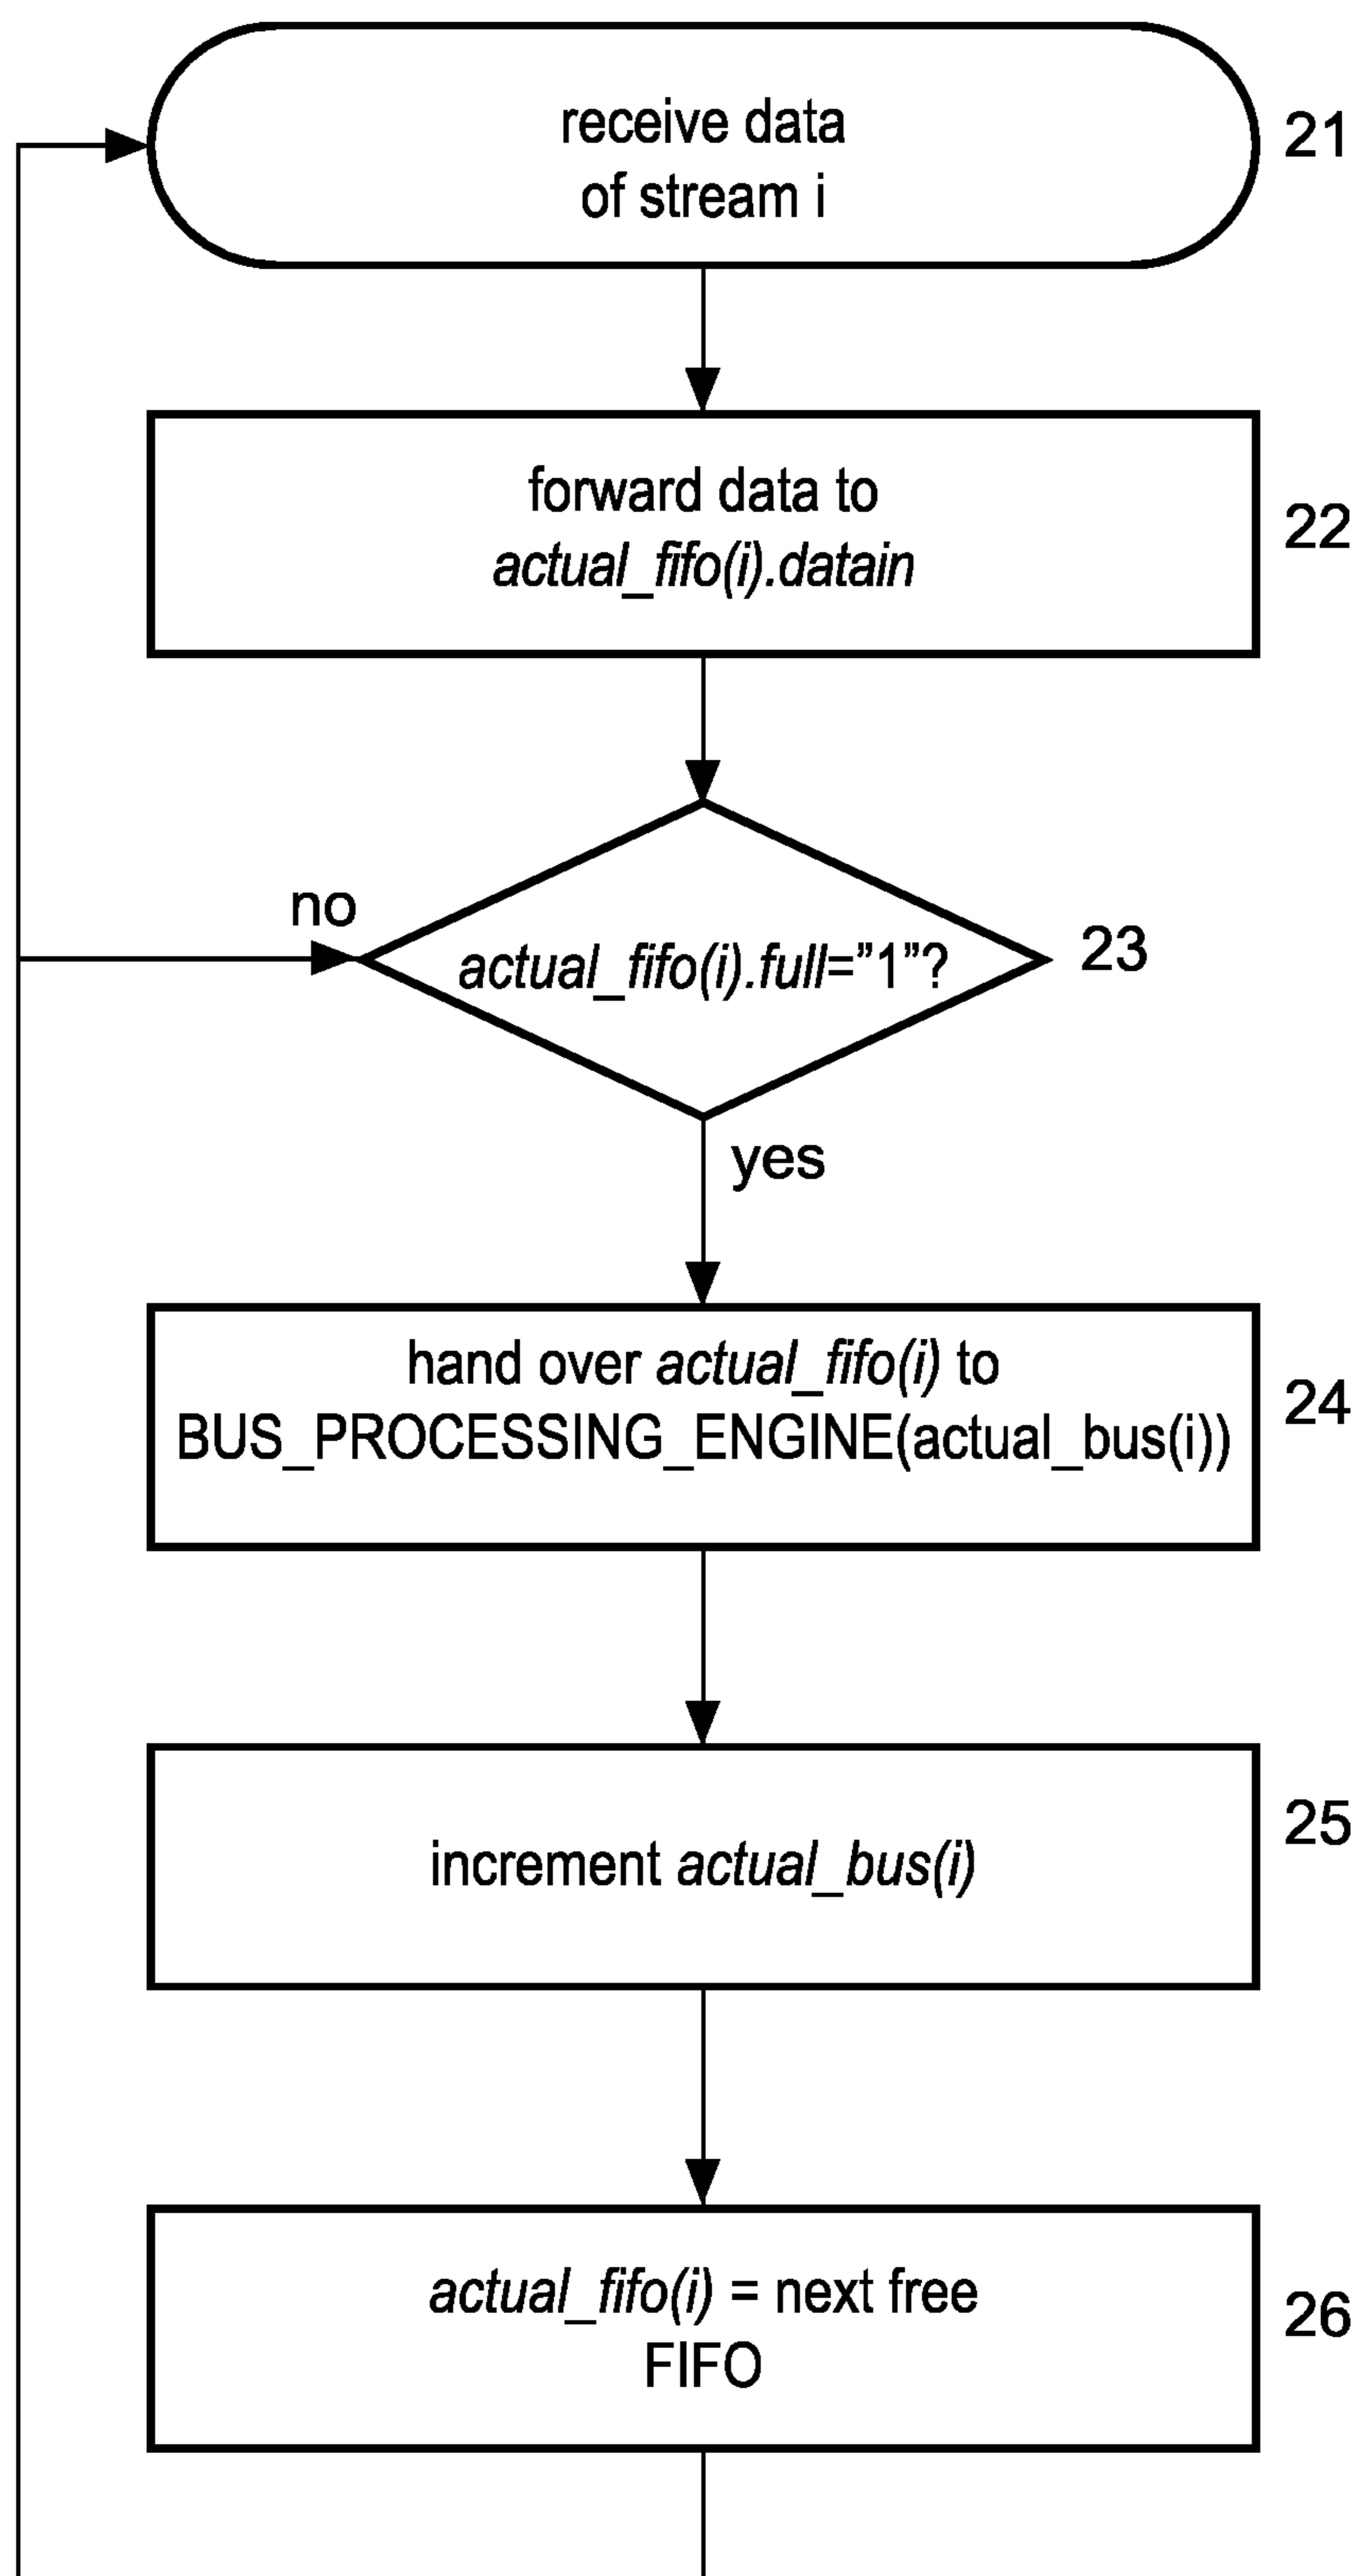 receive data
of stream i
21
forward data to
actual_fifo(i).datain
22
no
actual_fifo(i).full=”1”?
23
yes
hand over actual_fifo(i) to
BUS_PROCESSING_ENGINE(actual_bus(i))
24
increment actual_bus(i)
25
actual_fifo(i) = next free
FIFO
26